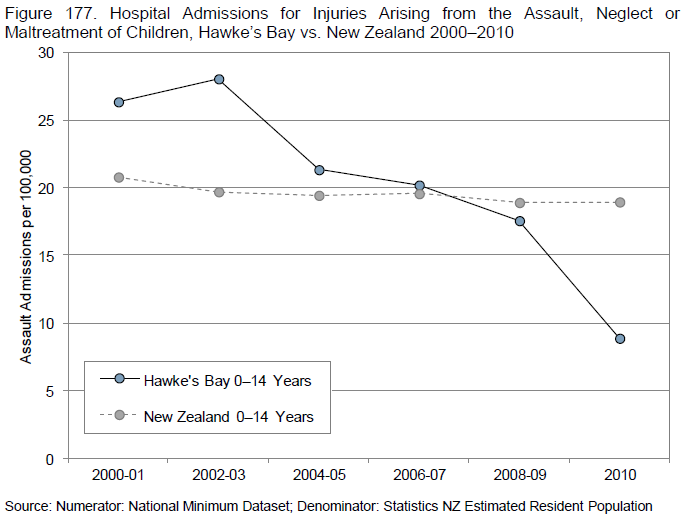 Figure 177. Hospital Admissions for Injuries Arising from the Assault, Neglect or
Maltreatment of Children, Hawke's Bay vs. New Zealand 2000–2010
30
25
20
15
10
5
0
Assault Admissions per 100,000
Hawke's Bay 0–14 Years
New Zealand 0–14 Years
2000-01 2002-03 2004-05 2006-07 2008-09 2010
Source: Numerator: National Minimum Dataset; Denominator: Statistics NZ Estimated Resident Population